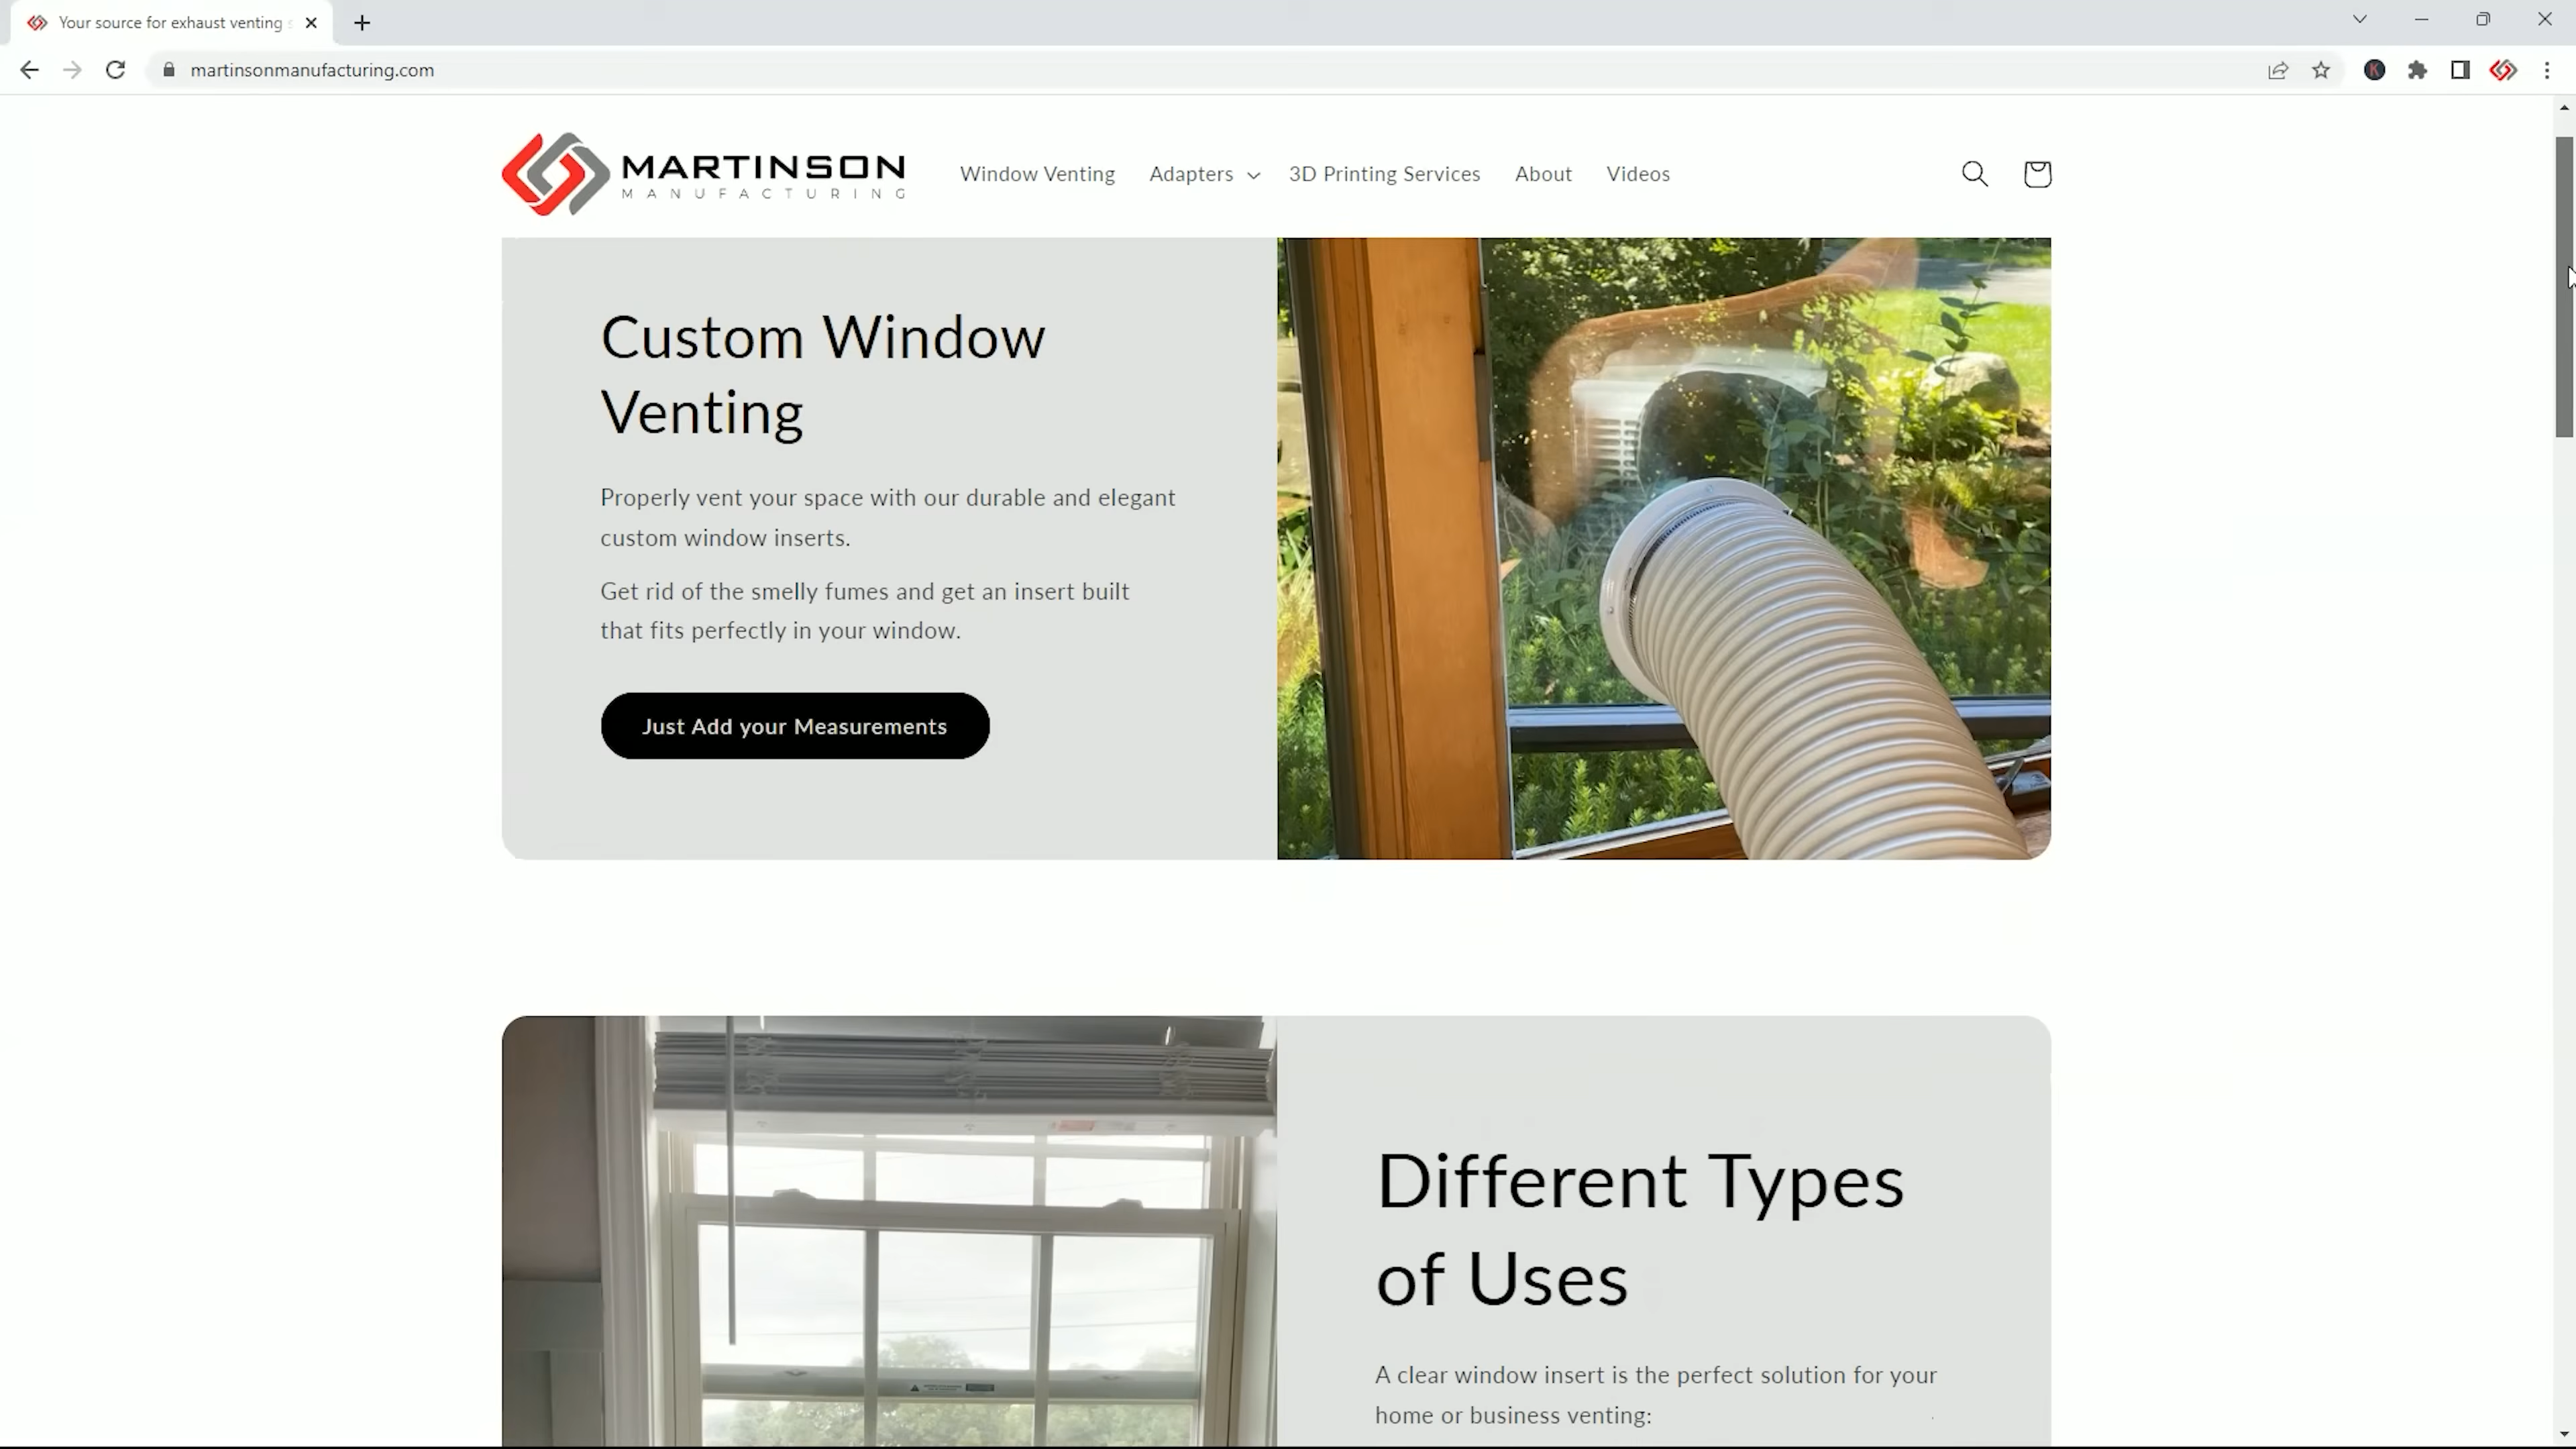 Your source for exhaust venting
martinsonmanufacturing.com
K
MARTINSON
MANUFACTURING
Window Venting
Adapters
3D Printing Services
About
Videos
Custom Window
Venting
Properly vent your space with our durable and elegant
custom window inserts.
Get rid of the smelly fumes and get an insert built
that fits perfectly in your window.
Just Add your Measurements
Different Types
of Uses
A clear window insert is the perfect solution for your
home or business venting: